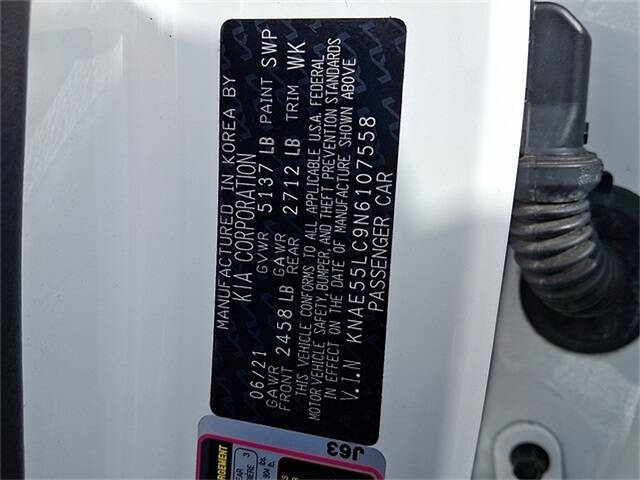 MANUFACTURED IN KOREA BY
KIA CORPORATION
06/21 GVWR 5137 LB PAINT SWP
GAWR FRONT 2458 LB GAWR REAR 2712 LB TRIM WK
THIS VEHICLE CONFORMS TO ALL APPLICABLE U.S.A. FEDERAL
MOTOR VEHICLE SAFETY, BUMPER, AND THEFT PREVENTION STANDARDS
IN EFFECT ON THE DATE OF MANUFACTURE SHOWN ABOVE
V.I.N KNAE55LC9N6107558
PASSENGER CAR
J63